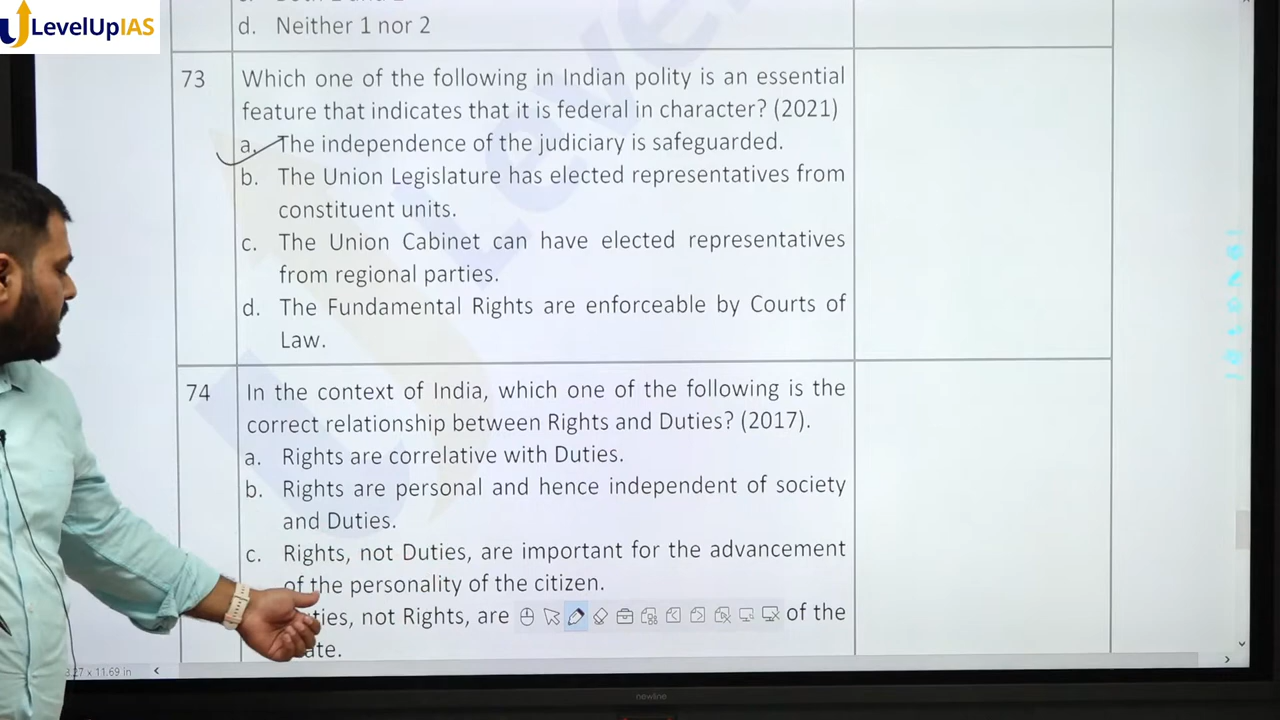 LevelUpIAS
d. Neither 1 nor 2
73
Which one of the following in Indian polity is an essential
feature that indicates that it is federal in character? (2021)
a. The independence of the judiciary is safeguarded.
b. The Union Legislature has elected representatives from
constituent units.
c. The Union Cabinet can have elected representatives
from regional parties.
d. The Fundamental Rights are enforceable by Courts of
Law.
74
In the context of India, which one of the following is the
correct relationship between Rights and Duties? (2017).
a. Rights are correlative with Duties.
b. Rights are personal and hence independent of society
and Duties.
c. Rights, not Duties, are important for the advancement
of the personality of the citizen.
not Rights, are of the
x 11.69 in
newline